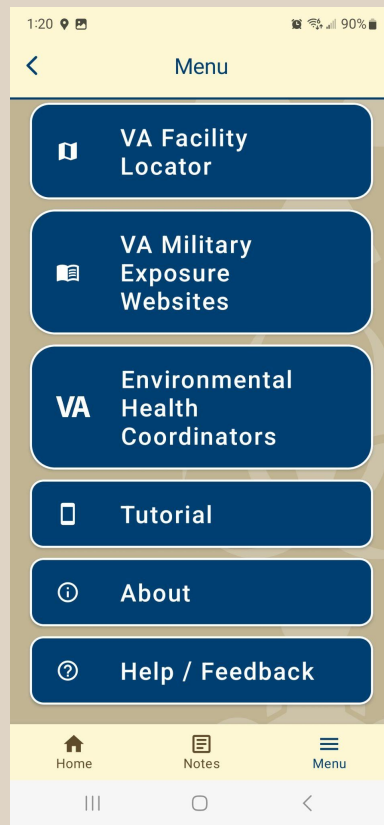 1:20 90%
Menu
VA Facility
Locator
VA Military
Exposure
Websites
VA
Environmental
Health
Coordinators
Tutorial
About
Help / Feedback
Home Notes Menu